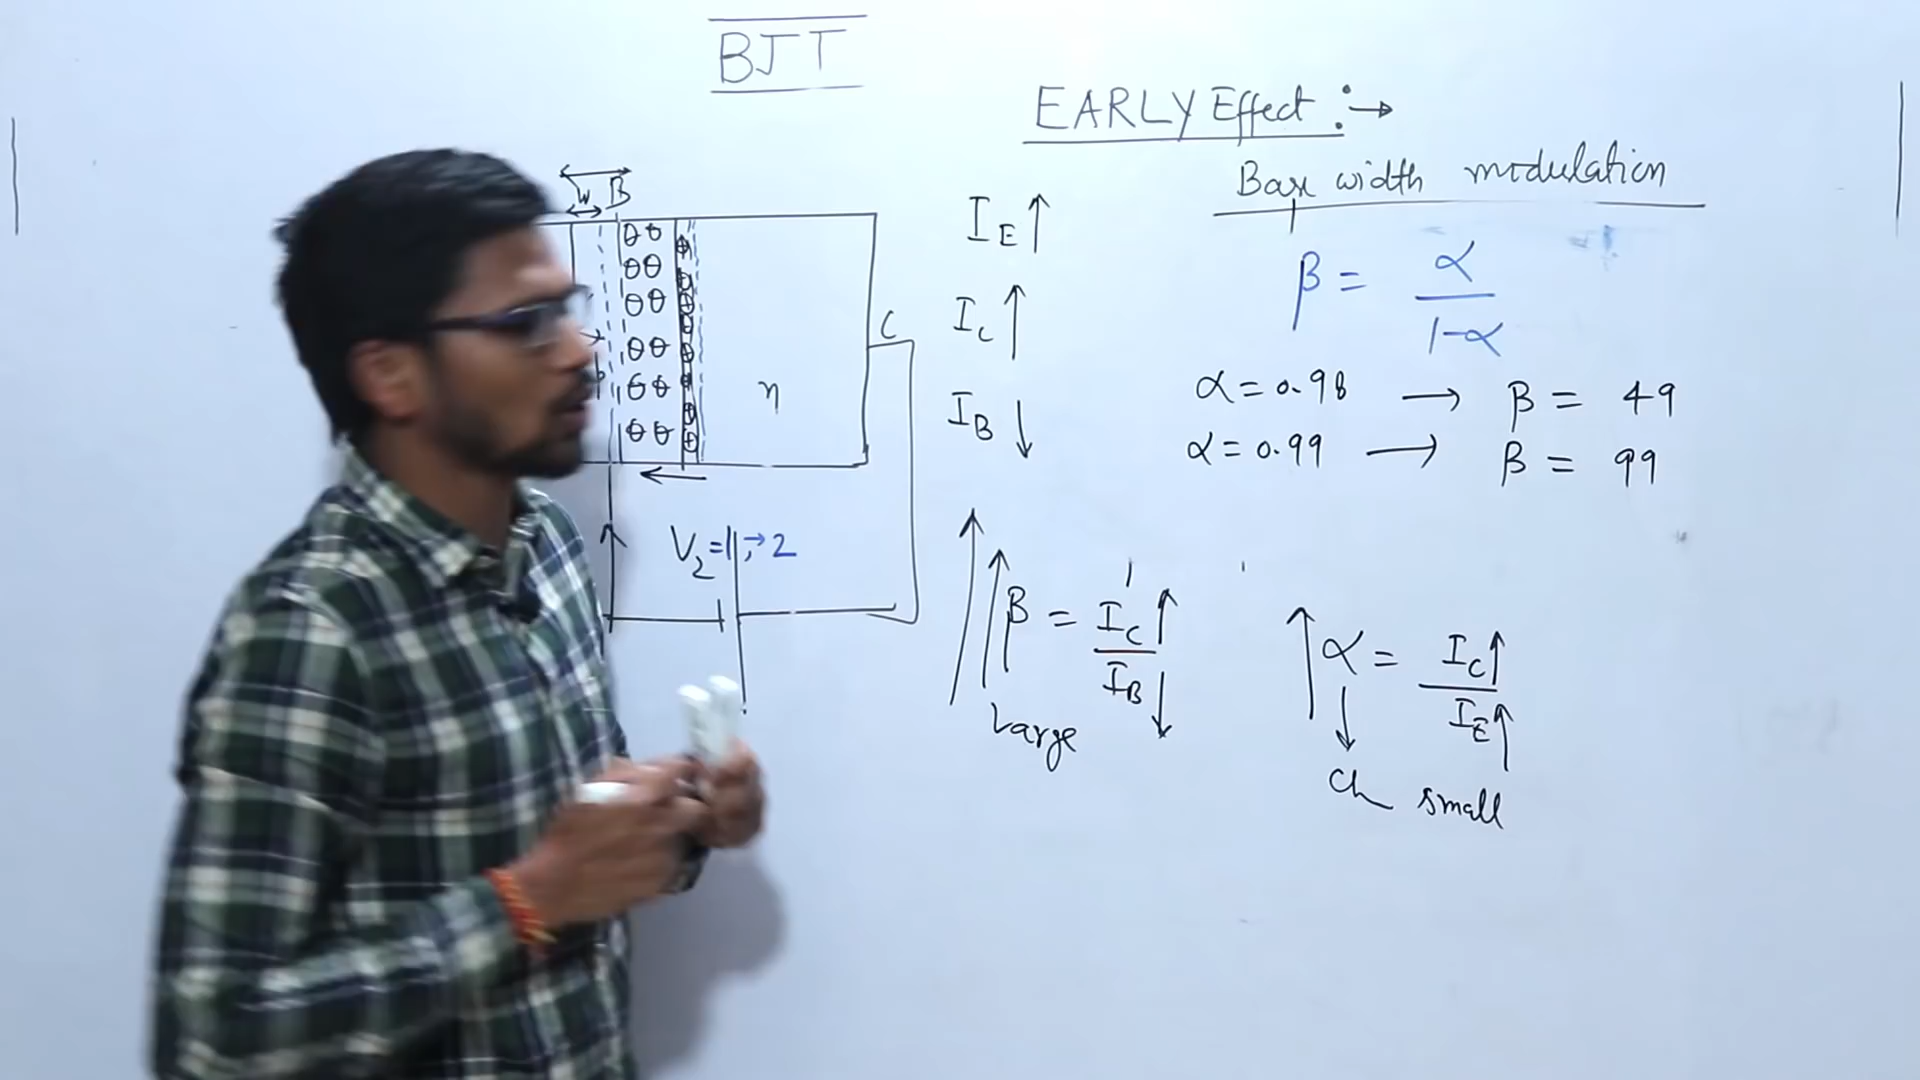 BJT
EARLY Effect :→
Base width modulation
W B
I_E ↑
β = α / 1-α
I_C ↑
C
α = 0.98 → β = 49
η
I_B ↓
α = 0.99 → β = 99
V_2 = 1, → 2
β = I_C ↑ / I_B ↓
↑ α = I_C ↑ / I_E ↑
Large
Ch small